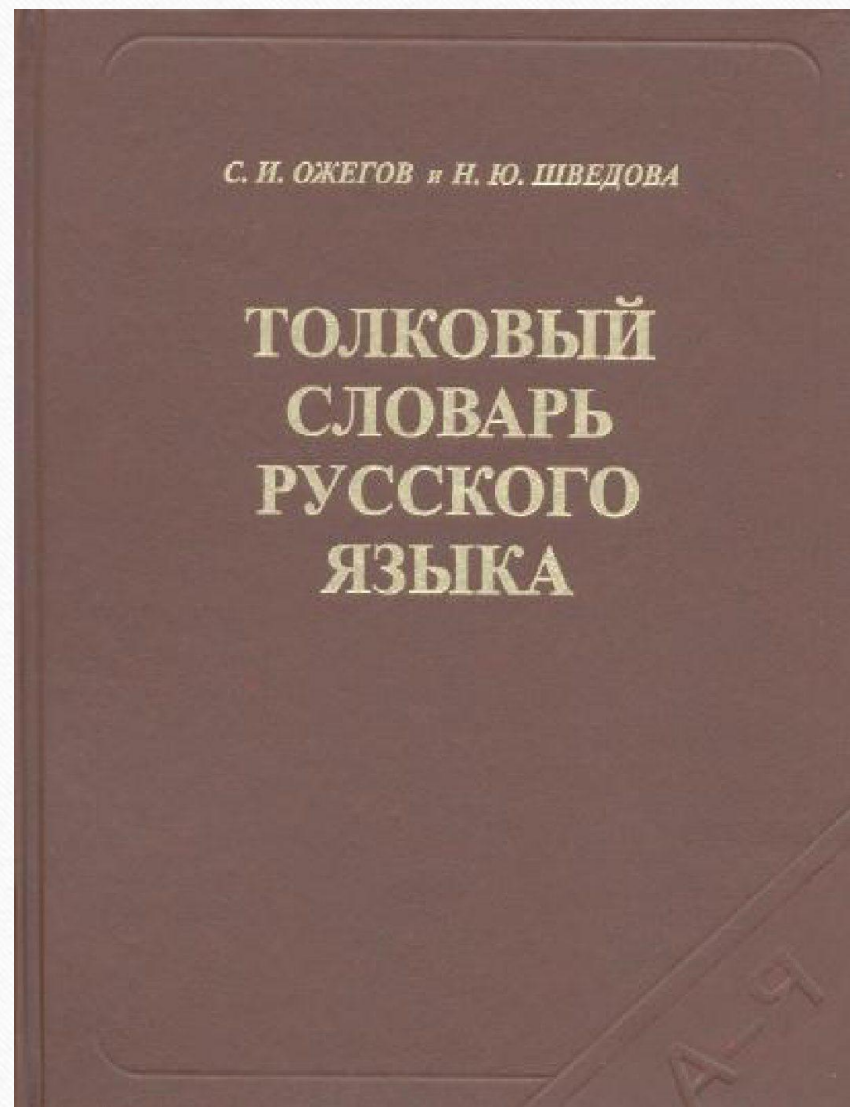 С. И. ОЖЕГОВ и Н. Ю. ШВЕДОВА
ТОЛКОВЫЙ
СЛОВАРЬ
РУССКОГО
ЯЗЫКА
А—Я